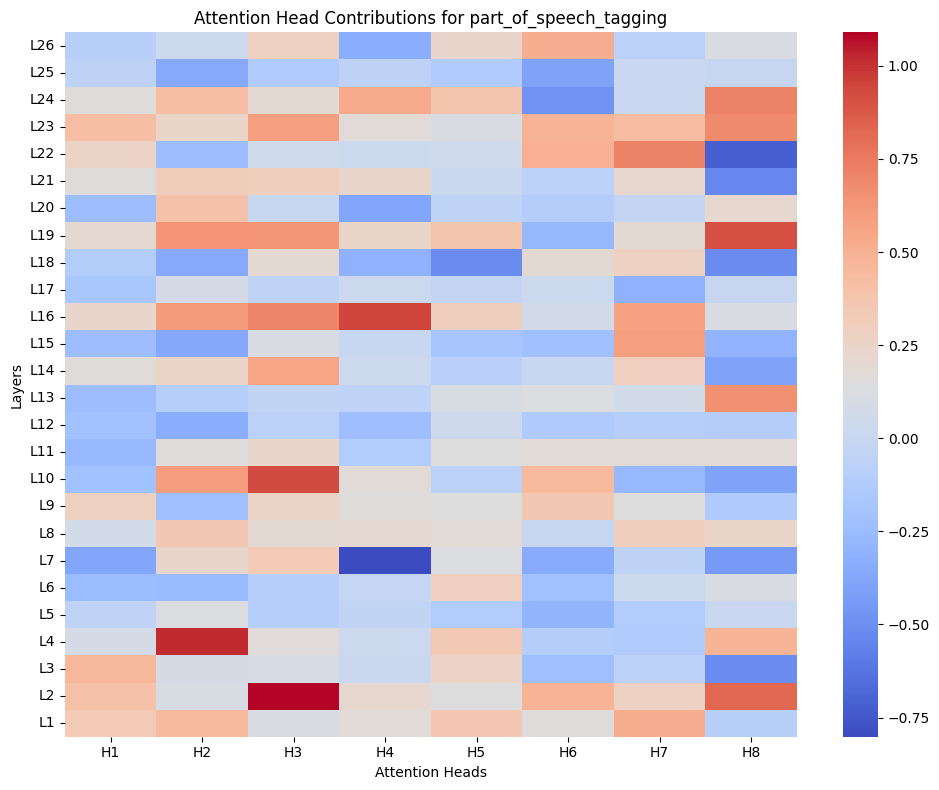 Attention Head Contributions for part_of_speech_tagging
Layers
L26
L25
L24
L23
L22
L21
L20
L19
L18
L17
L16
L15
L14
L13
L12
L11
L10
L9
L8
L7
L6
L5
L4
L3
L2
L1
H1 H2 H3 H4 H5 H6 H7 H8
Attention Heads
1.00
0.75
0.50
0.25
0.00
−0.25
−0.50
−0.75